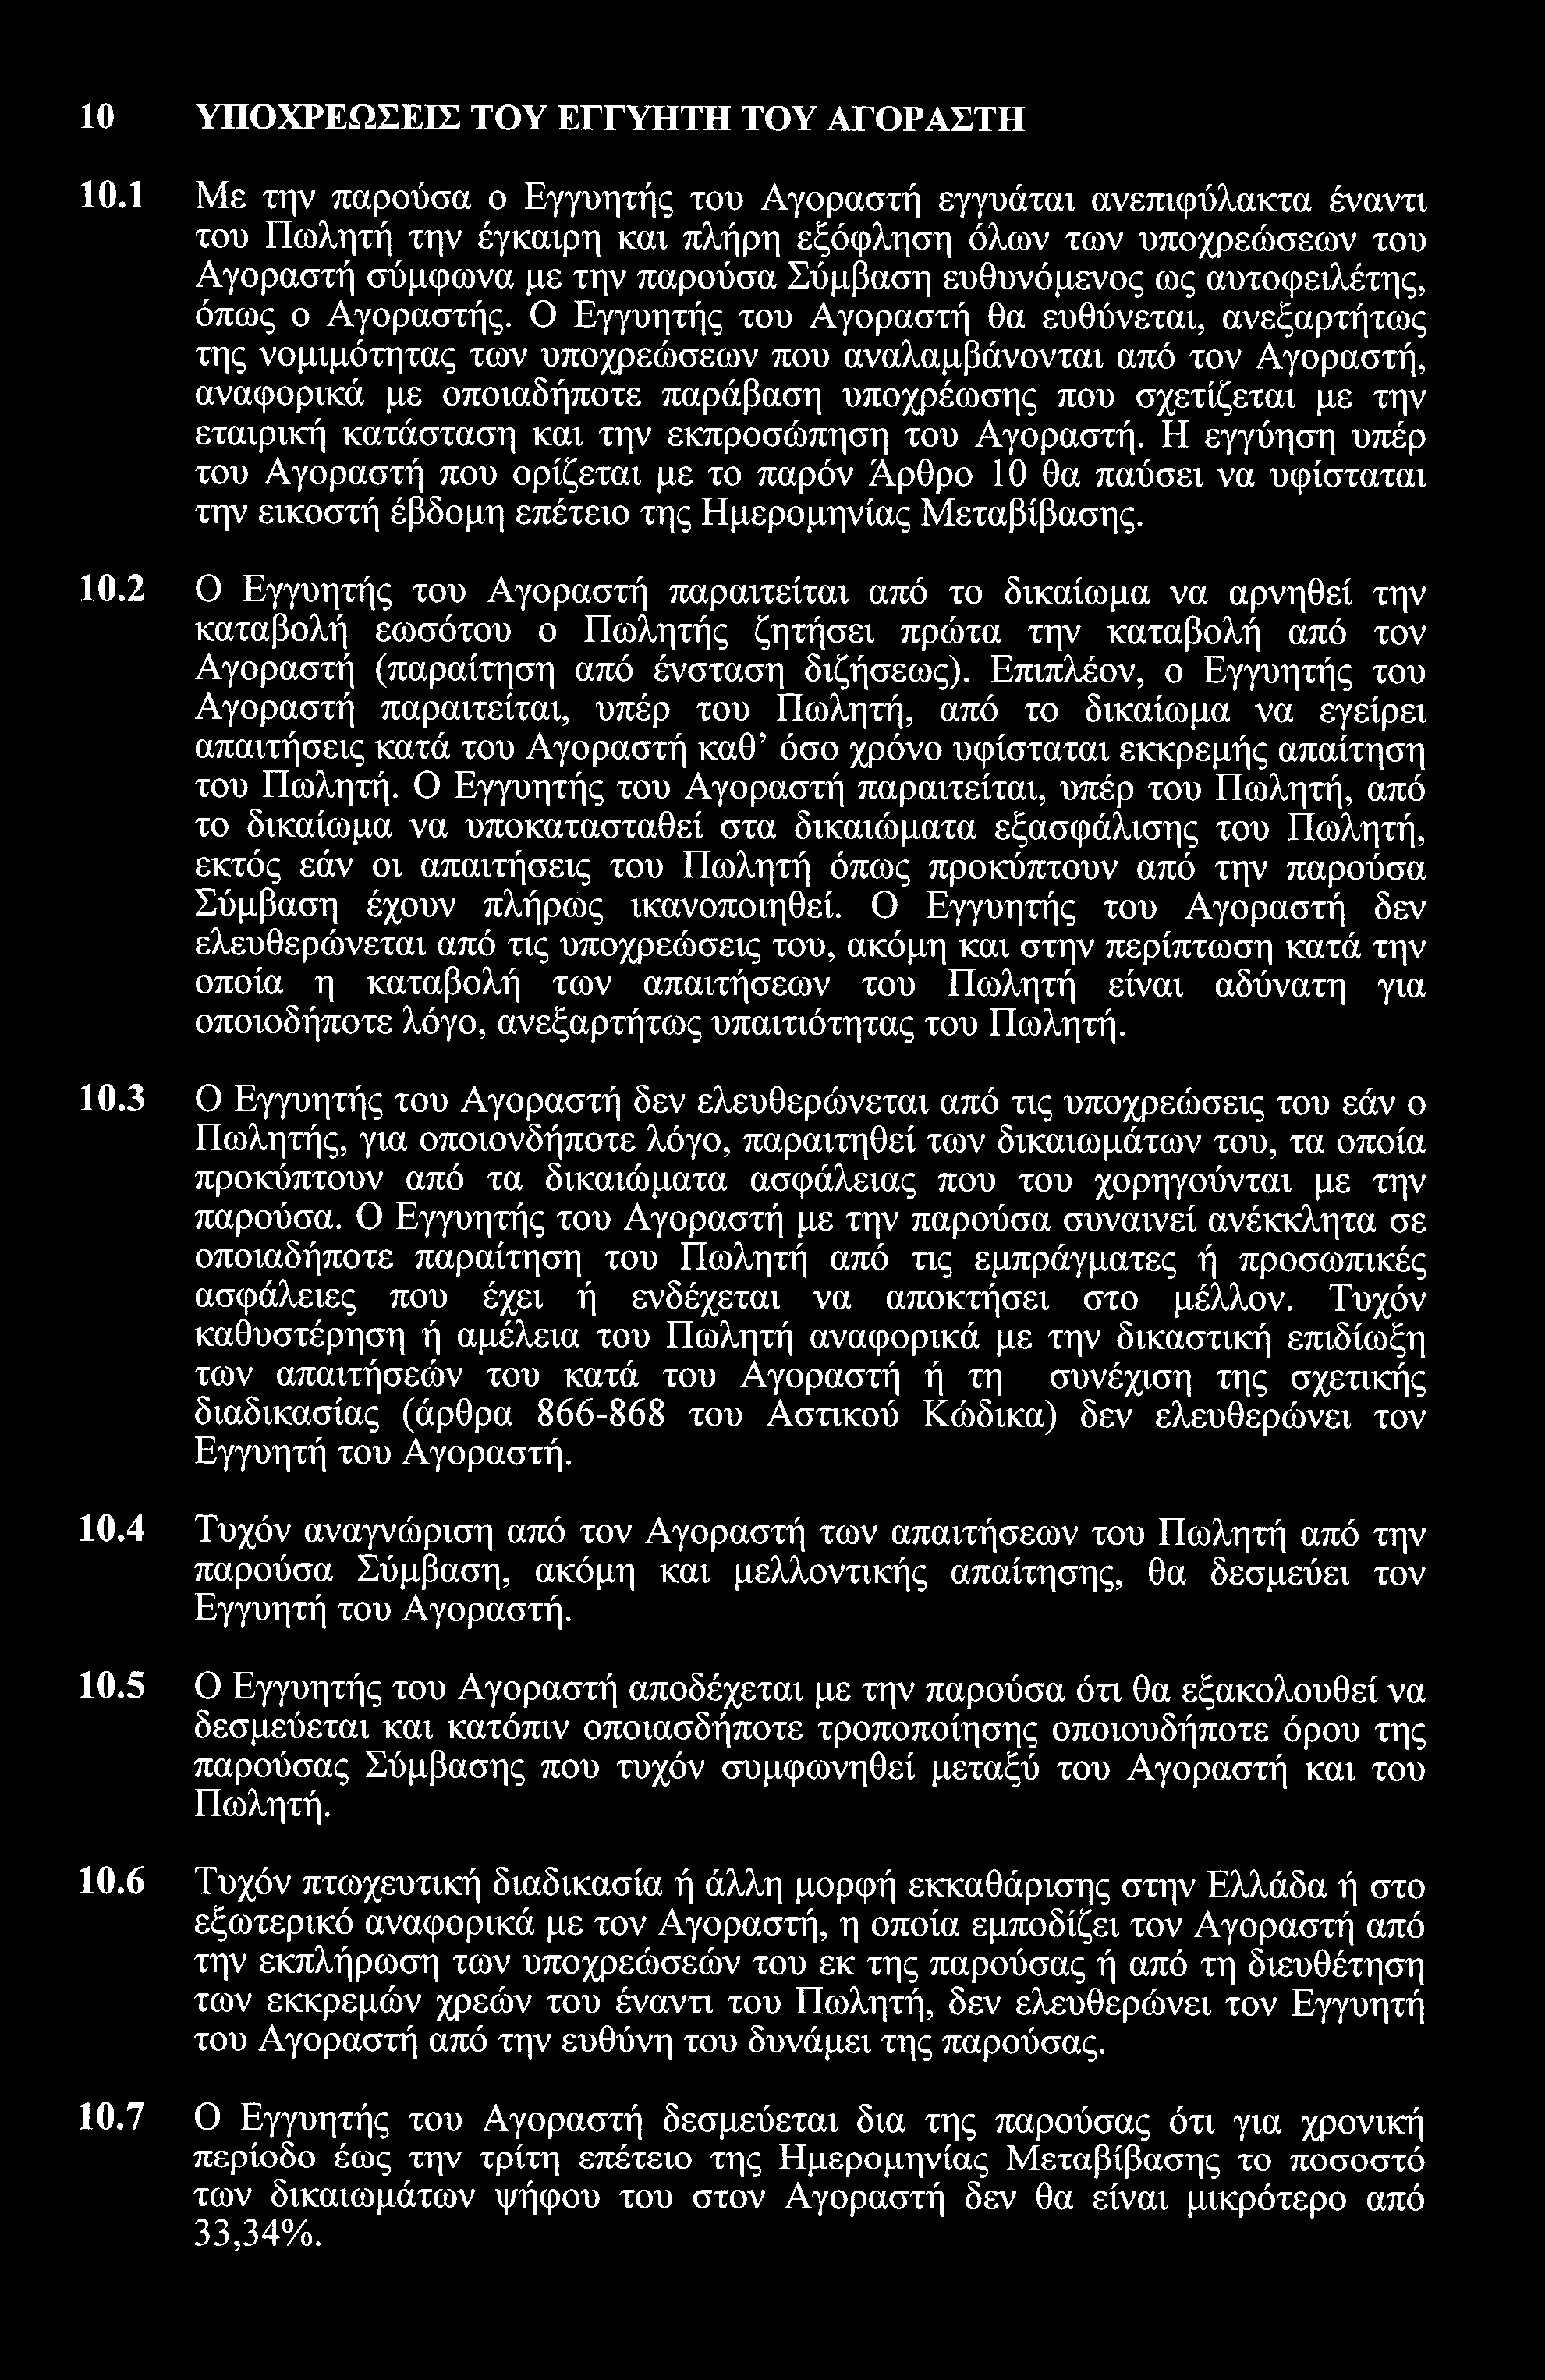 10 ΥΠΟΧΡΕΩΣΕΙΣ ΤΟΥ ΕΓΓΥΗΤΗ ΤΟΥ ΑΓΟΡΑΣΤΗ
10.1 Με την παρούσα ο Εγγυητής του Αγοραστή εγγυάται ανεπιφύλακτα έναντι
του Πωλητή την έγκαιρη και πλήρη εξόφληση όλων των υποχρεώσεων του
Αγοραστή σύμφωνα με την παρούσα Σύμβαση ευθυνόμενος ως αυτοφειλέτης,
όπως ο Αγοραστής. Ο Εγγυητής του Αγοραστή θα ευθύνεται, ανεξαρτήτως
της νομιμότητας των υποχρεώσεων που αναλαμβάνονται από τον Αγοραστή,
αναφορικά με οποιαδήποτε παράβαση υποχρέωσης που σχετίζεται με την
εταιρική κατάσταση και την εκπροσώπηση του Αγοραστή. Η εγγύηση υπέρ
του Αγοραστή που ορίζεται με το παρόν Άρθρο 10 θα παύσει να υφίσταται
την εικοστή έβδομη επέτειο της Ημερομηνίας Μεταβίβασης.
10.2 Ο Εγγυητής του Αγοραστή παραιτείται από το δικαίωμα να αρνηθεί την
καταβολή εωσότου ο Πωλητής ζητήσει πρώτα την καταβολή από τον
Αγοραστή (παραίτηση από ένσταση διζήσεως). Επιπλέον, ο Εγγυητής του
Αγοραστή παραιτείται, υπέρ του Πωλητή, από το δικαίωμα να εγείρει
απαιτήσεις κατά του Αγοραστή καθ’ όσο χρόνο υφίσταται εκκρεμής απαίτηση
του Πωλητή. Ο Εγγυητής του Αγοραστή παραιτείται, υπέρ του Πωλητή, από
το δικαίωμα να υποκατασταθεί στα δικαιώματα εξασφάλισης του Πωλητή,
εκτός εάν οι απαιτήσεις του Πωλητή όπως προκύπτουν από την παρούσα
Σύμβαση έχουν πλήρως ικανοποιηθεί. Ο Εγγυητής του Αγοραστή δεν
ελευθερώνεται από τις υποχρεώσεις του, ακόμη και στην περίπτωση κατά την
οποία η καταβολή των απαιτήσεων του Πωλητή είναι αδύνατη για
οποιοδήποτε λόγο, ανεξαρτήτως υπαιτιότητας του Πωλητή.
10.3 Ο Εγγυητής του Αγοραστή δεν ελευθερώνεται από τις υποχρεώσεις του εάν ο
Πωλητής, για οποιονδήποτε λόγο, παραιτηθεί των δικαιωμάτων του, τα οποία
προκύπτουν από τα δικαιώματα ασφάλειας που του χορηγούνται με την
παρούσα. Ο Εγγυητής του Αγοραστή με την παρούσα συναινεί ανέκκλητα σε
οποιαδήποτε παραίτηση του Πωλητή από τις εμπράγματες ή προσωπικές
ασφάλειες που έχει ή ενδέχεται να αποκτήσει στο μέλλον. Τυχόν
καθυστέρηση ή αμέλεια του Πωλητή αναφορικά με την δικαστική επιδίωξη
των απαιτήσεών του κατά του Αγοραστή ή τη συνέχιση της σχετικής
διαδικασίας (άρθρα 866-868 του Αστικού Κώδικα) δεν ελευθερώνει τον
Εγγυητή του Αγοραστή.
10.4 Τυχόν αναγνώριση από τον Αγοραστή των απαιτήσεων του Πωλητή από την
παρούσα Σύμβαση, ακόμη και μελλοντικής απαίτησης, θα δεσμεύει τον
Εγγυητή του Αγοραστή.
10.5 Ο Εγγυητής του Αγοραστή αποδέχεται με την παρούσα ότι θα εξακολουθεί να
δεσμεύεται και κατόπιν οποιασδήποτε τροποποίησης οποιουδήποτε όρου της
παρούσας Σύμβασης που τυχόν συμφωνηθεί μεταξύ του Αγοραστή και του
Πωλητή.
10.6 Τυχόν πτωχευτική διαδικασία ή άλλη μορφή εκκαθάρισης στην Ελλάδα ή στο
εξωτερικό αναφορικά με τον Αγοραστή, η οποία εμποδίζει τον Αγοραστή από
την εκπλήρωση των υποχρεώσεών του εκ της παρούσας ή από τη διευθέτηση
των εκκρεμών χρεών του έναντι του Πωλητή, δεν ελευθερώνει τον Εγγυητή
του Αγοραστή από την ευθύνη του δυνάμει της παρούσας.
10.7 Ο Εγγυητής του Αγοραστή δεσμεύεται δια της παρούσας ότι για χρονική
περίοδο έως την τρίτη επέτειο της Ημερομηνίας Μεταβίβασης το ποσοστό
των δικαιωμάτων ψήφου του στον Αγοραστή δεν θα είναι μικρότερο από
33,34%.